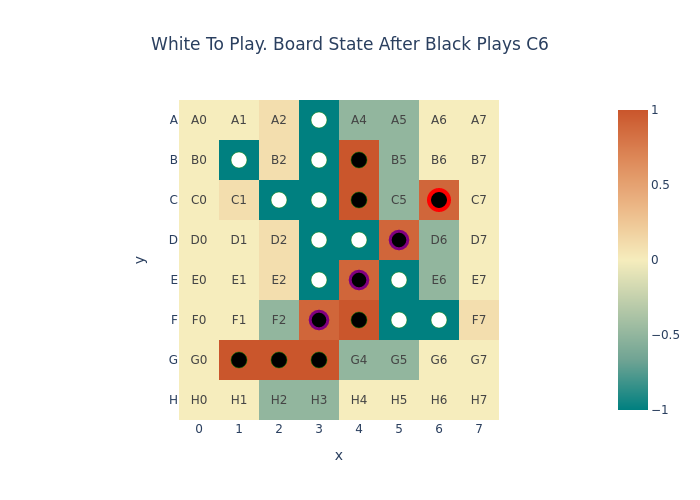 White To Play. Board State After Black Plays C6
A A0 A1 A2 A4 A5 A6 A7
B B0 B2 B5 B6 B7
C C0 C1 C5 C7
D D0 D1 D2 D6 D7
E E0 E1 E2 E6 E7
F F0 F1 F2 F7
G G0 G4 G5 G6 G7
H H0 H1 H2 H3 H4 H5 H6 H7
0 1 2 3 4 5 6 7
x
y
1
0.5
0
−0.5
−1